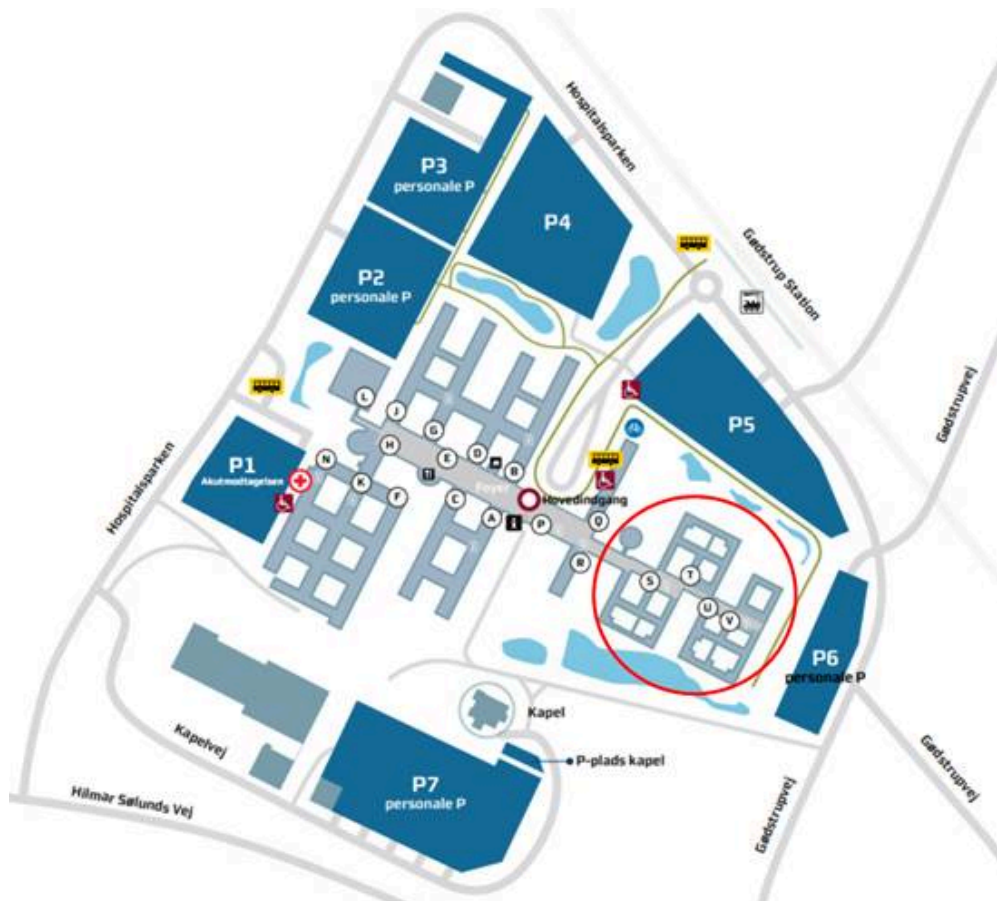 Hospitalsparken
P3
personale P
P4
P2
personale P
Gødstrup Station
Gødstrupvej
P5
L
J
G
H
E
D
B
N
K
F
C
A
P1
Akutmodtagelsen
Foyer
Hovedindgang
P
Q
R
S
T
U
V
Hospitalsparken
P6
personale P
Kapel
P-plads kapel
Kapelvej
P7
personale P
Hilmar Sølunds Vej
Gødstrupvej
Gødstrupvej